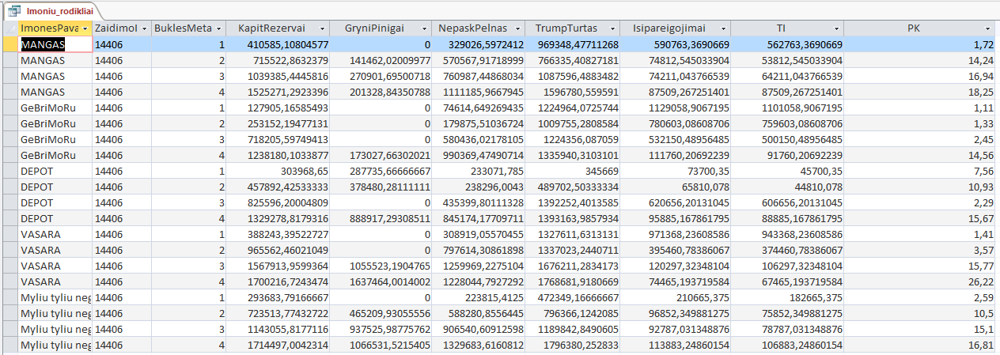 Imoniu_rodikliai
ImonesPava ZaidimoI BuklesMeta KapitRezervai GryniPinigai NepaskPelnas TrumpTurtas Isipareigojimai TI PK
MANGAS 14406 1 410585,10804577 0 329026,5972412 969348,47711268 590763,3690669 562763,3690669 1,72
MANGAS 14406 2 715522,8632379 141462,02009977 570567,91718999 766335,40827181 74812,545033904 53812,545033904 14,24
MANGAS 14406 3 1039385,4445816 270901,69500718 760987,44868034 1087596,4883482 74211,043766539 64211,043766539 16,94
MANGAS 14406 4 1525271,2923396 201328,84350788 1111185,9667945 1596780,559591 87509,267251401 87509,267251401 18,25
GeBriMoRu 14406 1 127905,16585493 0 74614,649269435 1224964,0725744 1129058,9067195 1101058,9067195 1,11
GeBriMoRu 14406 2 253152,19477131 0 179875,51036724 1009755,2808584 780603,08608706 759603,08608706 1,33
GeBriMoRu 14406 3 718205,59749413 0 580436,02178105 1224356,087059 532150,48956485 500150,48956485 2,45
GeBriMoRu 14406 4 1238180,1033877 173027,66302021 990369,47490714 1335940,3103101 111760,20692239 91760,20692239 14,56
DEPOT 14406 1 303968,65 287735,66666667 233071,785 345669 73700,35 45700,35 7,56
DEPOT 14406 2 457892,42533333 378480,28111111 238296,0043 489702,50333334 65810,078 44810,078 10,93
DEPOT 14406 3 825596,20004809 0 435399,80111328 1392252,4013585 620656,20131045 606656,20131045 2,29
DEPOT 14406 4 1329278,8179316 888917,29308511 845174,17709711 1393163,9857934 95885,167861795 88885,167861795 15,67
VASARA 14406 1 388243,39522727 0 308919,05570455 1327611,6313131 971368,23608586 943368,23608586 1,41
VASARA 14406 2 965562,46021049 0 797614,30861898 1337023,2440711 395460,78386067 374460,78386067 3,57
VASARA 14406 3 1567913,9599364 1055523,1904765 1259969,2275104 1676211,2834173 120297,32348104 106297,32348104 15,77
VASARA 14406 4 1700216,7243474 1637464,0014002 1228044,7927292 1768681,9180669 74465,193719584 67465,193719584 26,22
Myliu tyliu neg 14406 1 293683,79166667 0 223815,4125 472349,16666667 210665,375 182665,375 2,59
Myliu tyliu neg 14406 2 723513,77432722 465209,93055556 588280,8556445 796366,1242085 96852,349881275 75852,349881275 10,5
Myliu tyliu neg 14406 3 1143055,8177116 937525,98775762 906540,60912598 1189842,8490605 92787,031348876 78787,031348876 15,1
Myliu tyliu neg 14406 4 1714497,0042314 1066531,5215405 1329683,6160812 1796380,252833 113883,24860154 106883,24860154 16,81